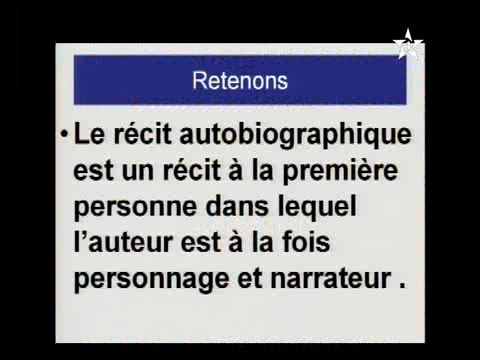 Retenons
• Le récit autobiographique
est un récit à la première
personne dans lequel
l'auteur est à la fois
personnage et narrateur .